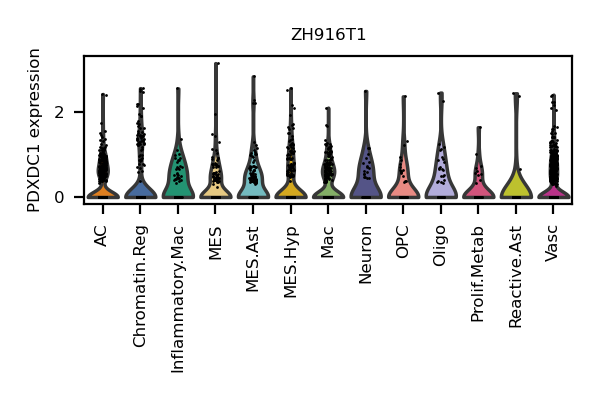 ZH916T1
PDXDC1 expression
2
0
AC
Chromatin.Reg
Inflammatory.Mac
MES
MES.Ast
MES.Hyp
Mac
Neuron
OPC
Oligo
Prolif.Metab
Reactive.Ast
Vasc